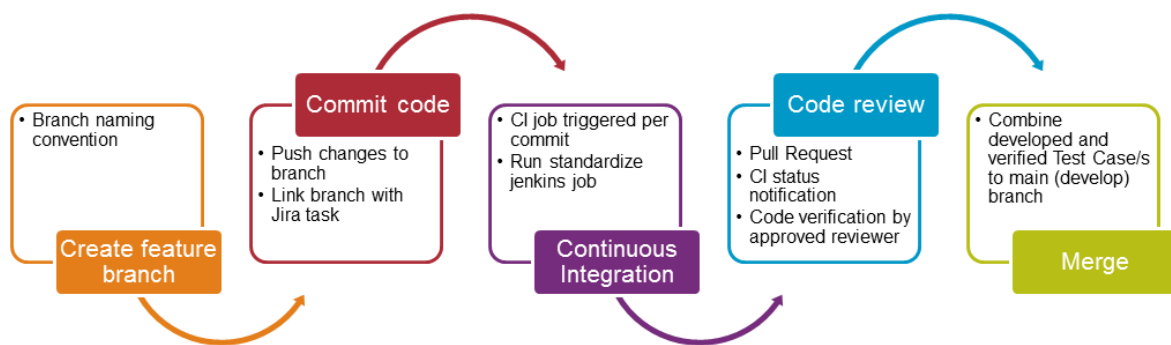 • Branch naming
convention
Create feature
branch
Commit code
• Push changes to
branch
• Link branch with
Jira task
• CI job triggered per
commit
• Run standardize
jenkins job
Continuous
Integration
Code review
• Pull Request
• CI status
notification
• Code verification by
approved reviewer
• Combine
developed and
verified Test Case/s
to main (develop)
branch
Merge